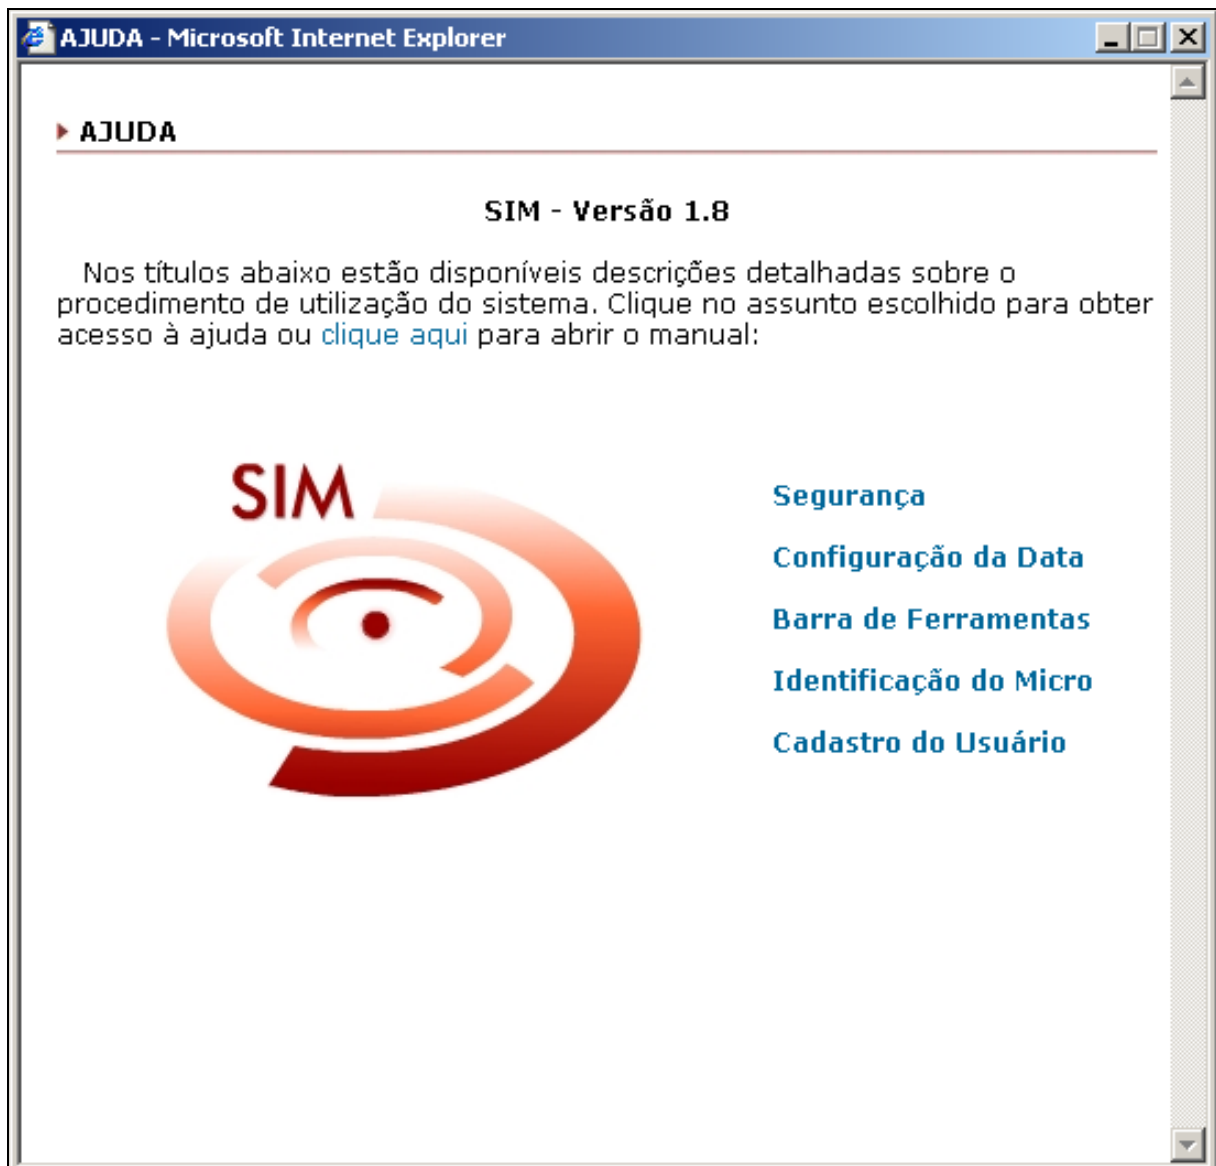 AJUDA - Microsoft Internet Explorer
AJUDA
SIM - Versão 1.8
Nos títulos abaixo estão disponíveis descrições detalhadas sobre o
procedimento de utilização do sistema. Clique no assunto escolhido para obter
acesso à ajuda ou clique aqui para abrir o manual:
SIM
Segurança
Configuração da Data
Barra de Ferramentas
Identificação do Micro
Cadastro do Usuário